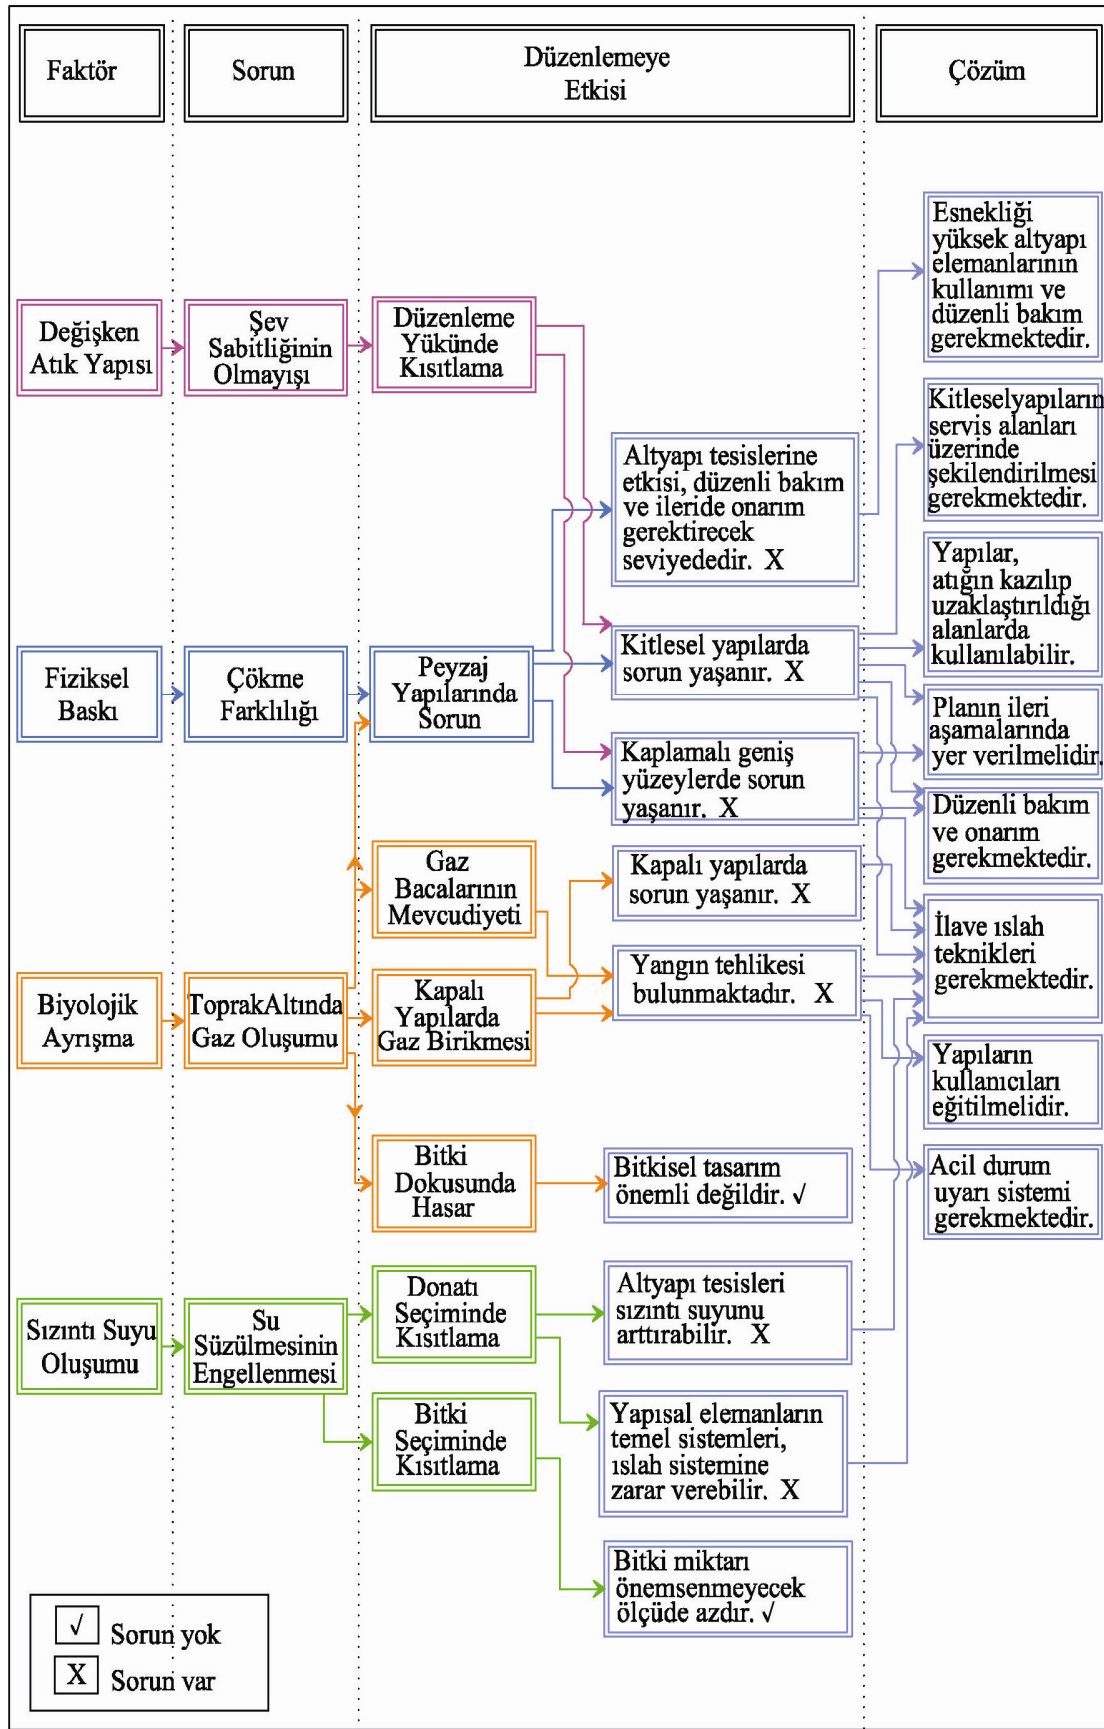 Faktör
Sorun
Düzenlemeye
Etkisi
Çözüm
Değişken
Atık Yapısı
Şev
Sabitliğinin
Olmayışı
Düzenleme
Yükünde
Kısıtlama
Fiziksel
Baskı
Çökme
Farklılığı
Peyzaj
Yapılarında
Sorun
Gaz
Bacalarının
Mevcudiyeti
Biyolojik
Ayrışma
ToprakAltında
Gaz Oluşumu
Kapalı
Yapılarda
Gaz Birikmesi
Bitki
Dokusunda
Hasar
Sızıntı Suyu
Oluşumu
Su
Süzülmesinin
Engellenmesi
Donatı
Seçiminde
Kısıtlama
Bitki
Seçiminde
Kısıtlama
Altyapı tesislerine
etkisi, düzenli bakım
ve ileride onarım
gerektirecek
seviyededir. X
Kitlesel yapılarda
sorun yaşanır. X
Kaplamalı geniş
yüzeylerde sorun
yaşanır. X
Kapalı yapılarda
sorun yaşanır. X
Yangın tehlikesi
bulunmaktadır. X
Bitkisel tasarım
önemli değildir. √
Altyapı tesisleri
sızıntı suyunu
arttırabilir. X
Yapısal elemanların
temel sistemleri,
ıslah sistemine
zarar verebilir. X
Bitki miktarı
önemsenmeyecek
ölçüde azdır. √
Esnekliği
yüksek altyapı
elemanlarının
kullanımı ve
düzenli bakım
gerekmektedir.
Kitleselyapıların
servis alanları
üzerinde
şekilendirilmesi
gerekmektedir.
Yapılar,
atığın kazılıp
uzaklaştırıldığı
alanlarda
kullanılabilir.
Planın ileri
aşamalarında
yer verilmelidir.
Düzenli bakım
ve onarım
gerekmektedir.
İlave ıslah
teknikleri
gerekmektedir.
Yapıların
kullanıcıları
eğitilmelidir.
Acil durum
uyarı sistemi
gerekmektedir.
√ Sorun yok
X Sorun var